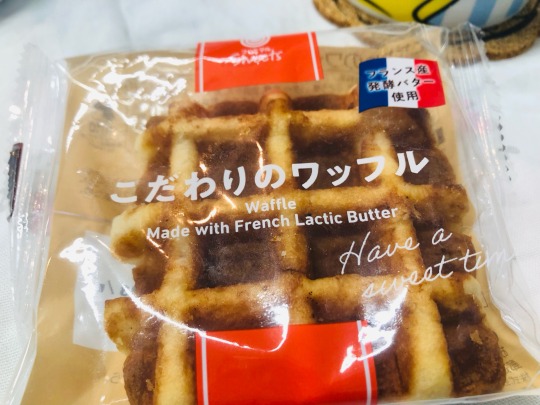 Sweets
フランス産
発酵バター
使用
こだわりのワッフル
Waffle
Made with French Lactic Butter
Have a
sweet tim